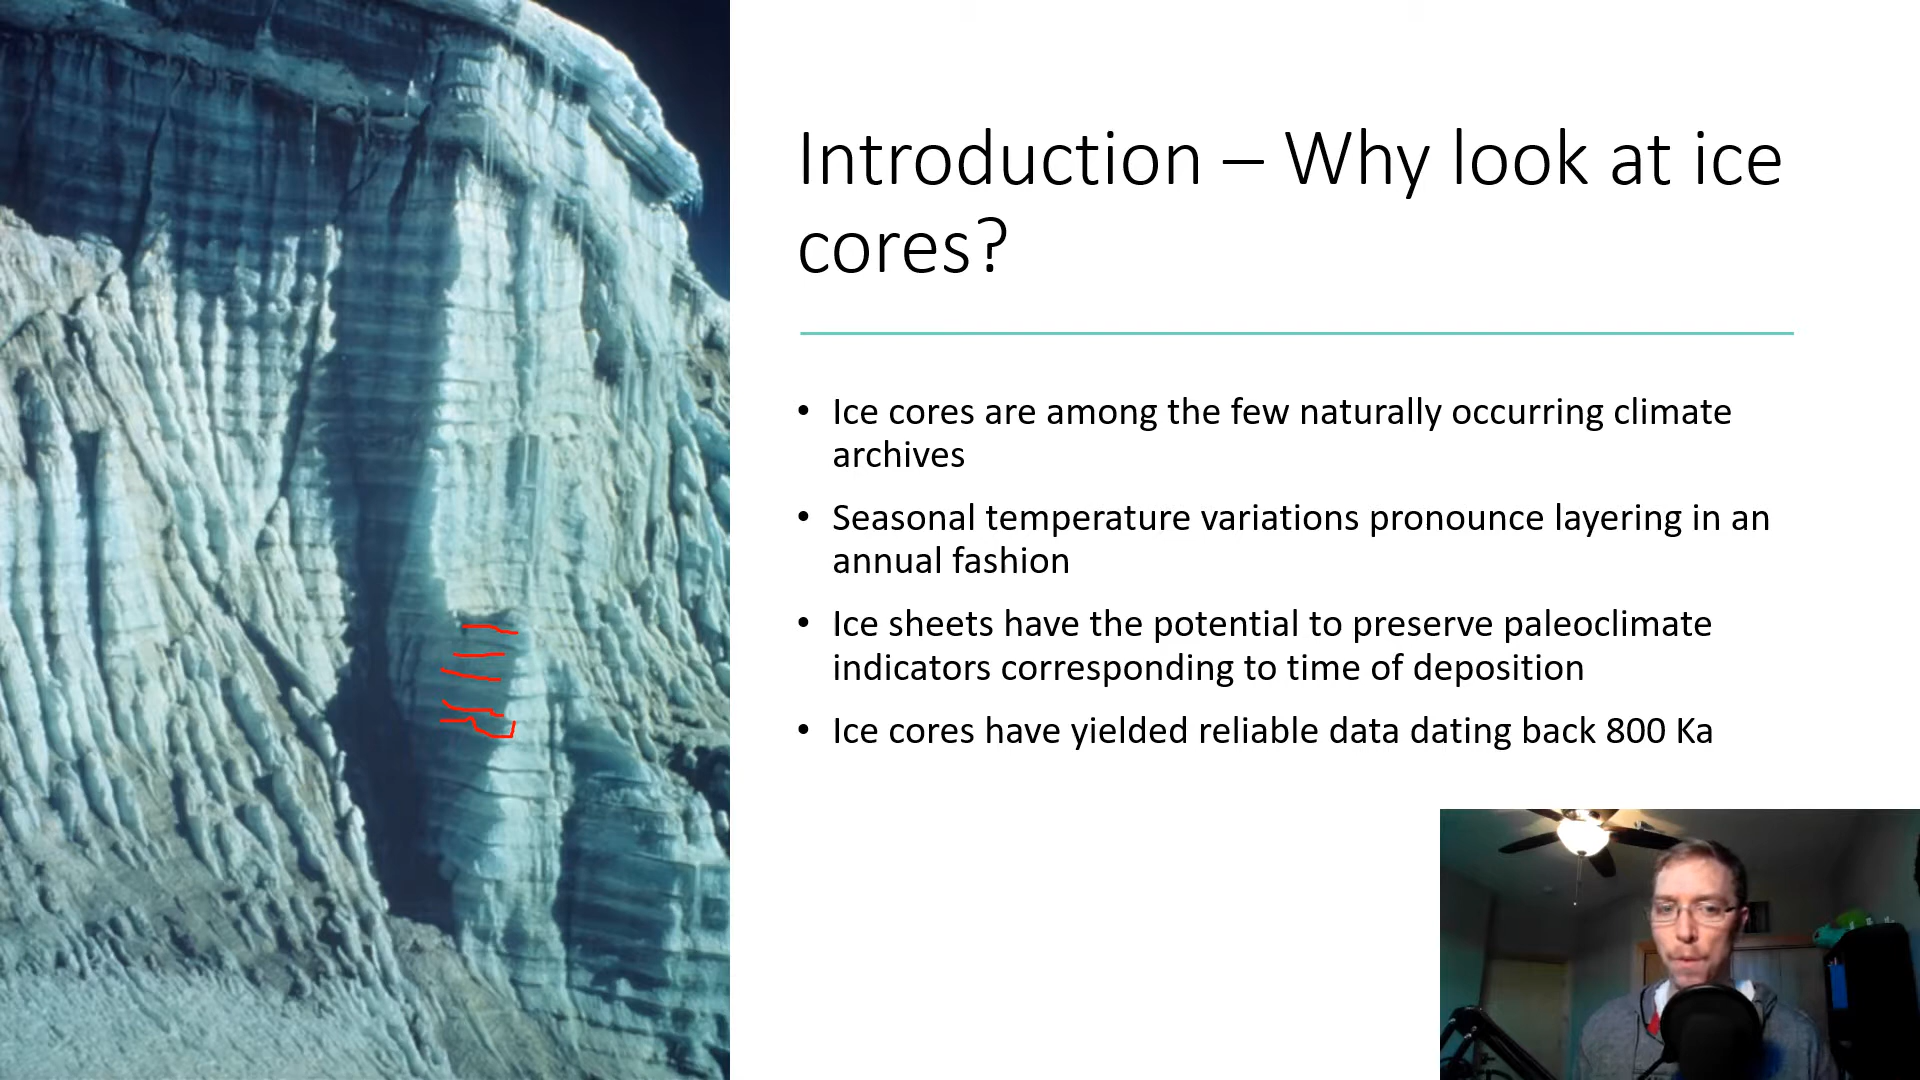 Introduction – Why look at ice
cores?
• Ice cores are among the few naturally occurring climate
archives
• Seasonal temperature variations pronounce layering in an
annual fashion
• Ice sheets have the potential to preserve paleoclimate
indicators corresponding to time of deposition
• Ice cores have yielded reliable data dating back 800 Ka